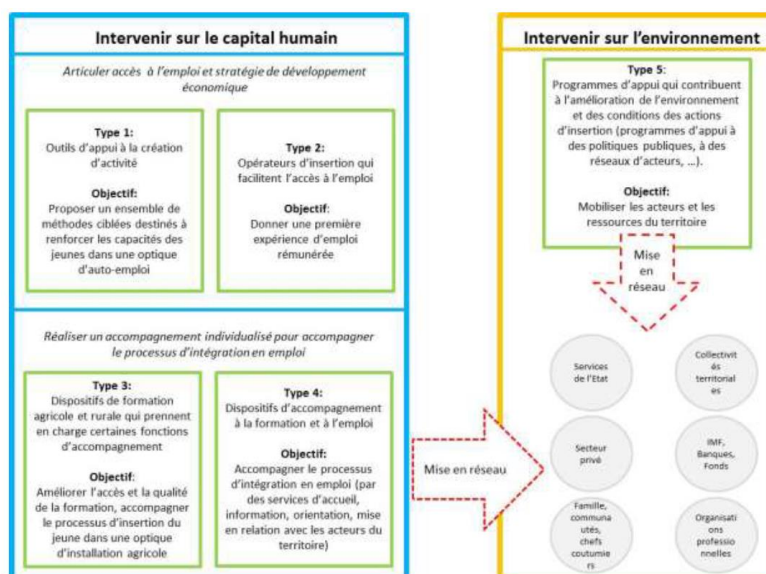 Intervenir sur le capital humain
Articuler accès à l'emploi et stratégie de développement
économique
Type 1:
Outils d'appui à la création
d'activité
Objectif:
Proposer un ensemble de
méthodes ciblées destinés à
renforcer les capacités des
jeunes dans une optique
d'auto-emploi
Type 2:
Opérateurs d'insertion qui
facilitent l'accès à l'emploi
Objectif:
Donner une première
expérience d'emploi
rémunérée
Réaliser un accompagnement individualisé pour accompagner
le processus d'intégration en emploi
Type 3:
Dispositifs de formation
agricole et rurale qui prennent
en charge certaines fonctions
d'accompagnement
Objectif:
Améliorer l'accès et la qualité
de la formation, accompagner
le processus d'insertion du
jeune dans une optique
d'installation agricole
Type 4:
Dispositifs d'accompagnement
à la formation et à l'emploi
Objectif:
Accompagner le processus
d'intégration en emploi (par
des services d'accueil,
information, orientation, mise
en relation avec les acteurs du
territoire)
Mise en réseau
Intervenir sur l'environnement
Type 5:
Programmes d'appui qui contribuent
à l'amélioration de l'environnement
et des conditions des actions
d'insertion (programmes d'appui à
des politiques publiques, à des
réseaux d'acteurs, ...).
Objectif:
Mobiliser les acteurs et les
ressources du territoire
Mise
en
réseau
Services
de l'Etat
Collectivit
és
territorial
es
Secteur
privé
IMF,
Banques,
Fonds
Famille,
communa
utés,
chefs
coutumie
rs
Organisati
ons
professio
nnelles